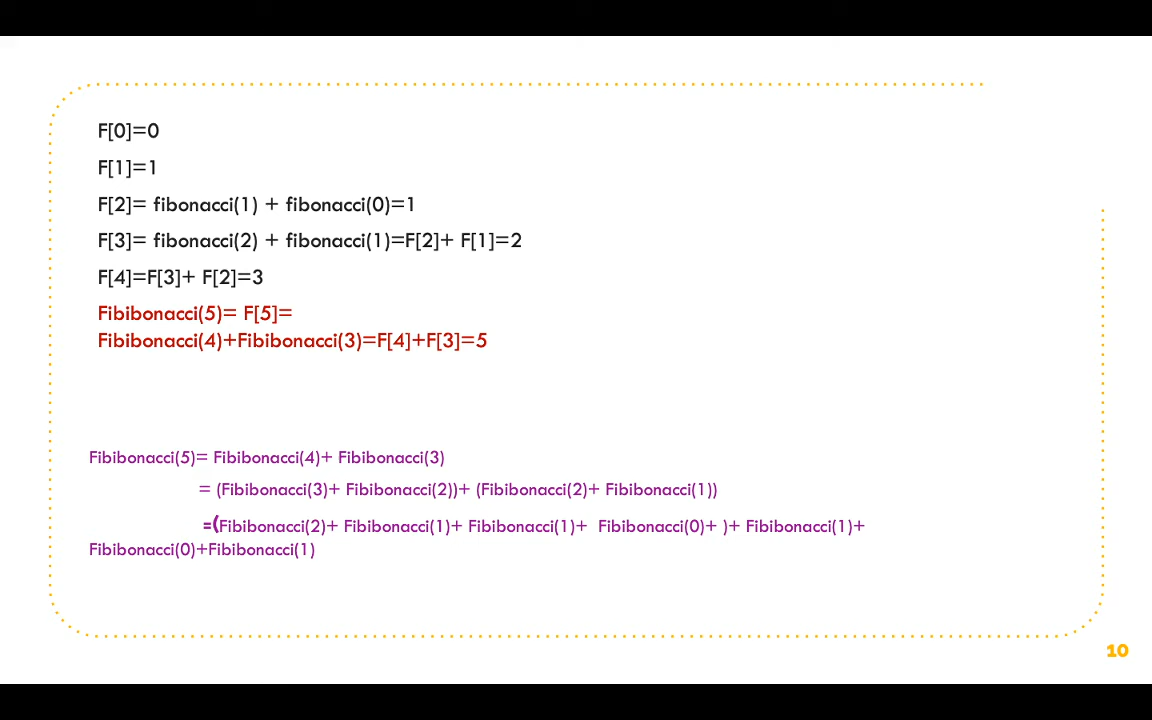 F[0]=0
F[1]=1
F[2]= fibonacci(1) + fibonacci(0)=1
F[3]= fibonacci(2) + fibonacci(1)=F[2]+ F[1]=2
F[4]=F[3]+ F[2]=3
Fibibonacci(5)= F[5]=
Fibibonacci(4)+Fibibonacci(3)=F[4]+F[3]=5
Fibibonacci(5)= Fibibonacci(4)+ Fibibonacci(3)
= (Fibibonacci(3)+ Fibibonacci(2))+ (Fibibonacci(2)+ Fibibonacci(1))
=(Fibibonacci(2)+ Fibibonacci(1)+ Fibibonacci(1)+ Fibibonacci(0)+ )+ Fibibonacci(1)+
Fibibonacci(0)+Fibibonacci(1)
10